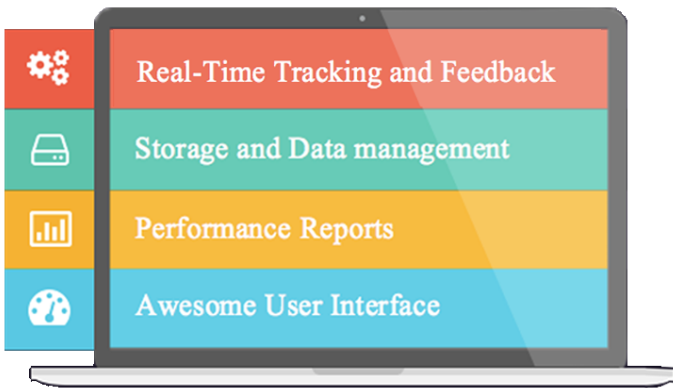 Real-Time Tracking and Feedback
Storage and Data management
Performance Reports
Awesome User Interface